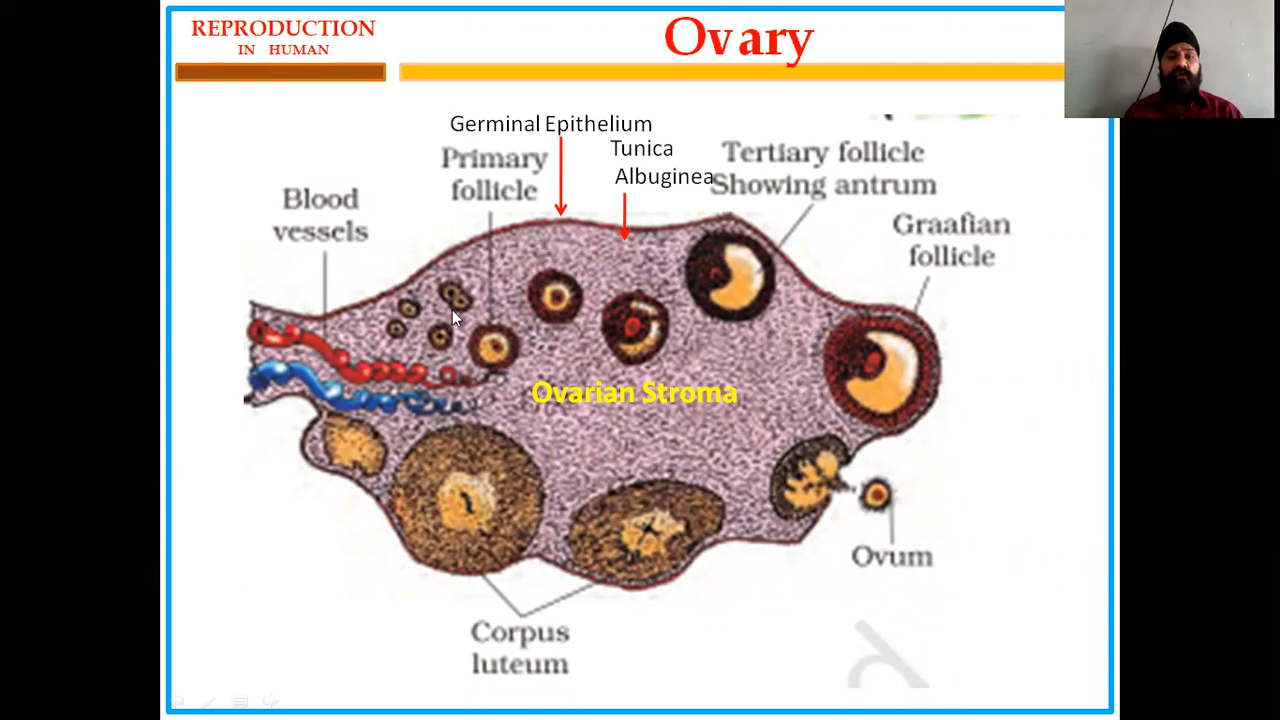 REPRODUCTION
IN HUMAN
Ovary
Germinal Epithelium
Tunica
Albuginea
Primary
follicle
Tertiary follicle
Showing antrum
Blood
vessels
Graafian
follicle
Ovarian Stroma
Ovum
Corpus
luteum